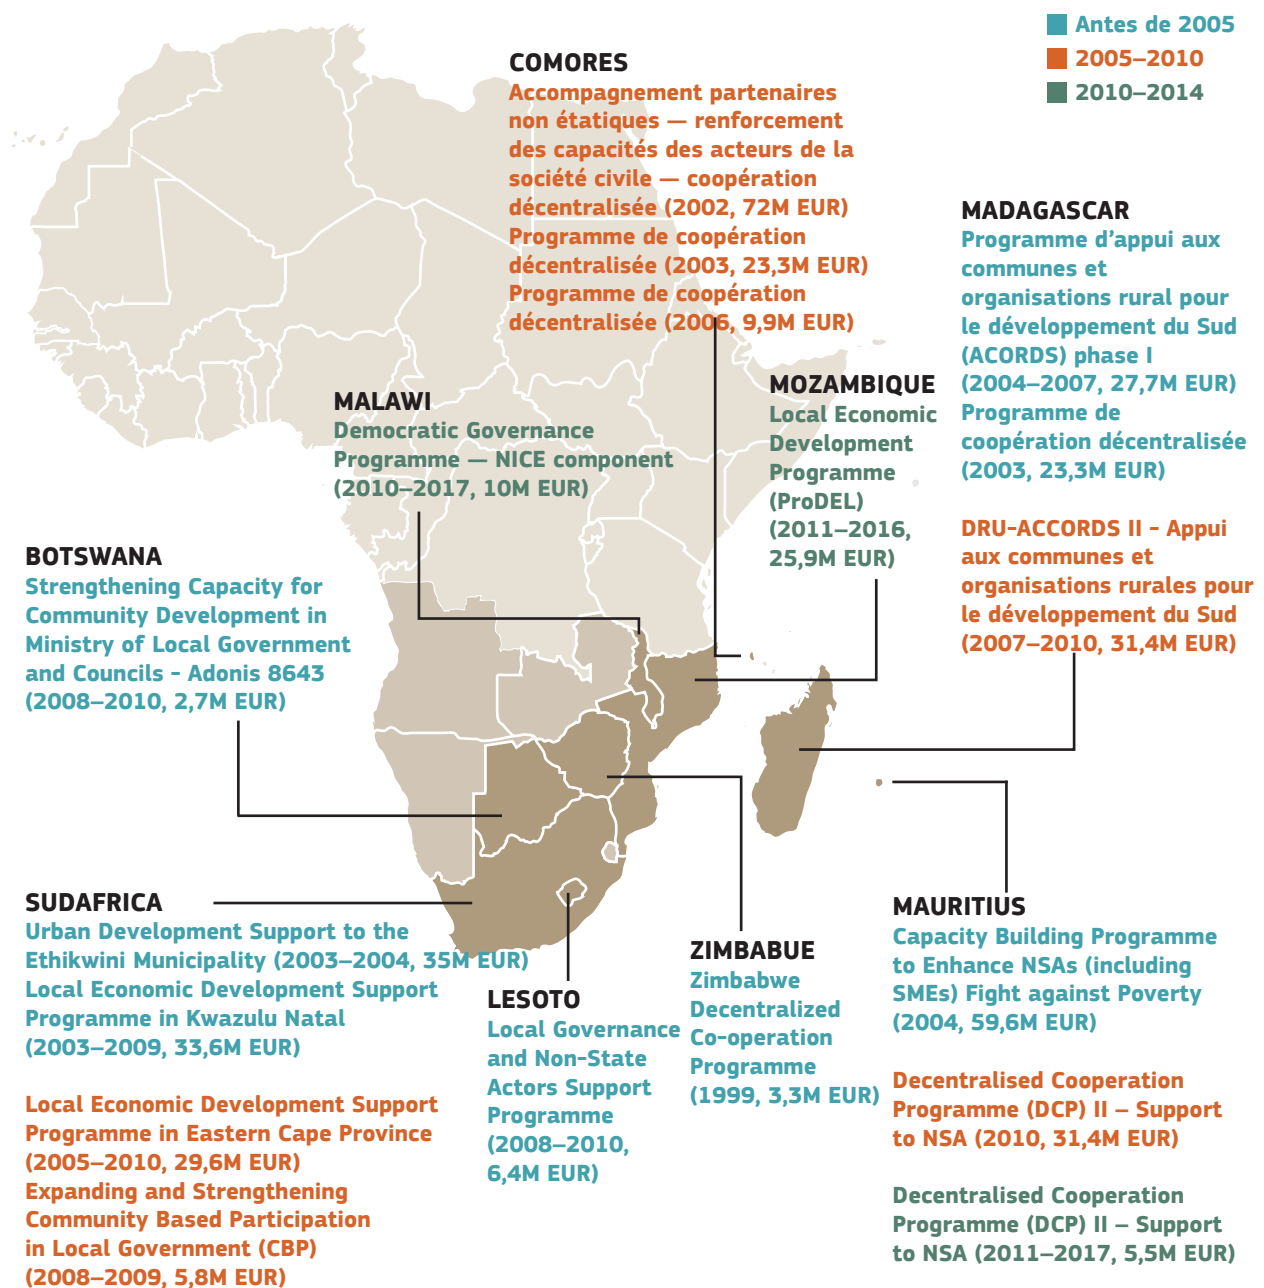 Antes de 2005
2005–2010
2010–2014
COMORES
Accompagnement partenaires
non étatiques — renforcement
des capacités des acteurs de la
société civile — coopération
décentralisée (2002, 72M EUR)
Programme de coopération
décentralisée (2003, 23,3M EUR)
Programme de coopération
décentralisée (2006, 9,9M EUR)
MADAGASCAR
Programme d’appui aux
communes et
organisations rural pour
le développement du Sud
(ACORDS) phase I
(2004–2007, 27,7M EUR)
Programme de
coopération décentralisée
(2003, 23,3M EUR)
DRU-ACCORDS II - Appui
aux communes et
organisations rurales pour
le développement du Sud
(2007–2010, 31,4M EUR)
MOZAMBIQUE
Local Economic
Development
Programme
(ProDEL)
(2011–2016,
25,9M EUR)
MALAWI
Democratic Governance
Programme — NICE component
(2010–2017, 10M EUR)
BOTSWANA
Strengthening Capacity for
Community Development in
Ministry of Local Government
and Councils - Adonis 8643
(2008–2010, 2,7M EUR)
SUDAFRICA
Urban Development Support to the
Ethikwini Municipality (2003–2004, 35M EUR)
Local Economic Development Support
Programme in Kwazulu Natal
(2003–2009, 33,6M EUR)
Local Economic Development Support
Programme in Eastern Cape Province
(2005–2010, 29,6M EUR)
Expanding and Strengthening
Community Based Participation
in Local Government (CBP)
(2008–2009, 5,8M EUR)
LESOTO
Local Governance
and Non-State
Actors Support
Programme
(2008–2010,
6,4M EUR)
ZIMBABUE
Zimbabwe
Decentralized
Co-operation
Programme
(1999, 3,3M EUR)
MAURITIUS
Capacity Building Programme
to Enhance NSAs (including
SMEs) Fight against Poverty
(2004, 59,6M EUR)
Decentralised Cooperation
Programme (DCP) II – Support
to NSA (2010, 31,4M EUR)
Decentralised Cooperation
Programme (DCP) II – Support
to NSA (2011–2017, 5,5M EUR)